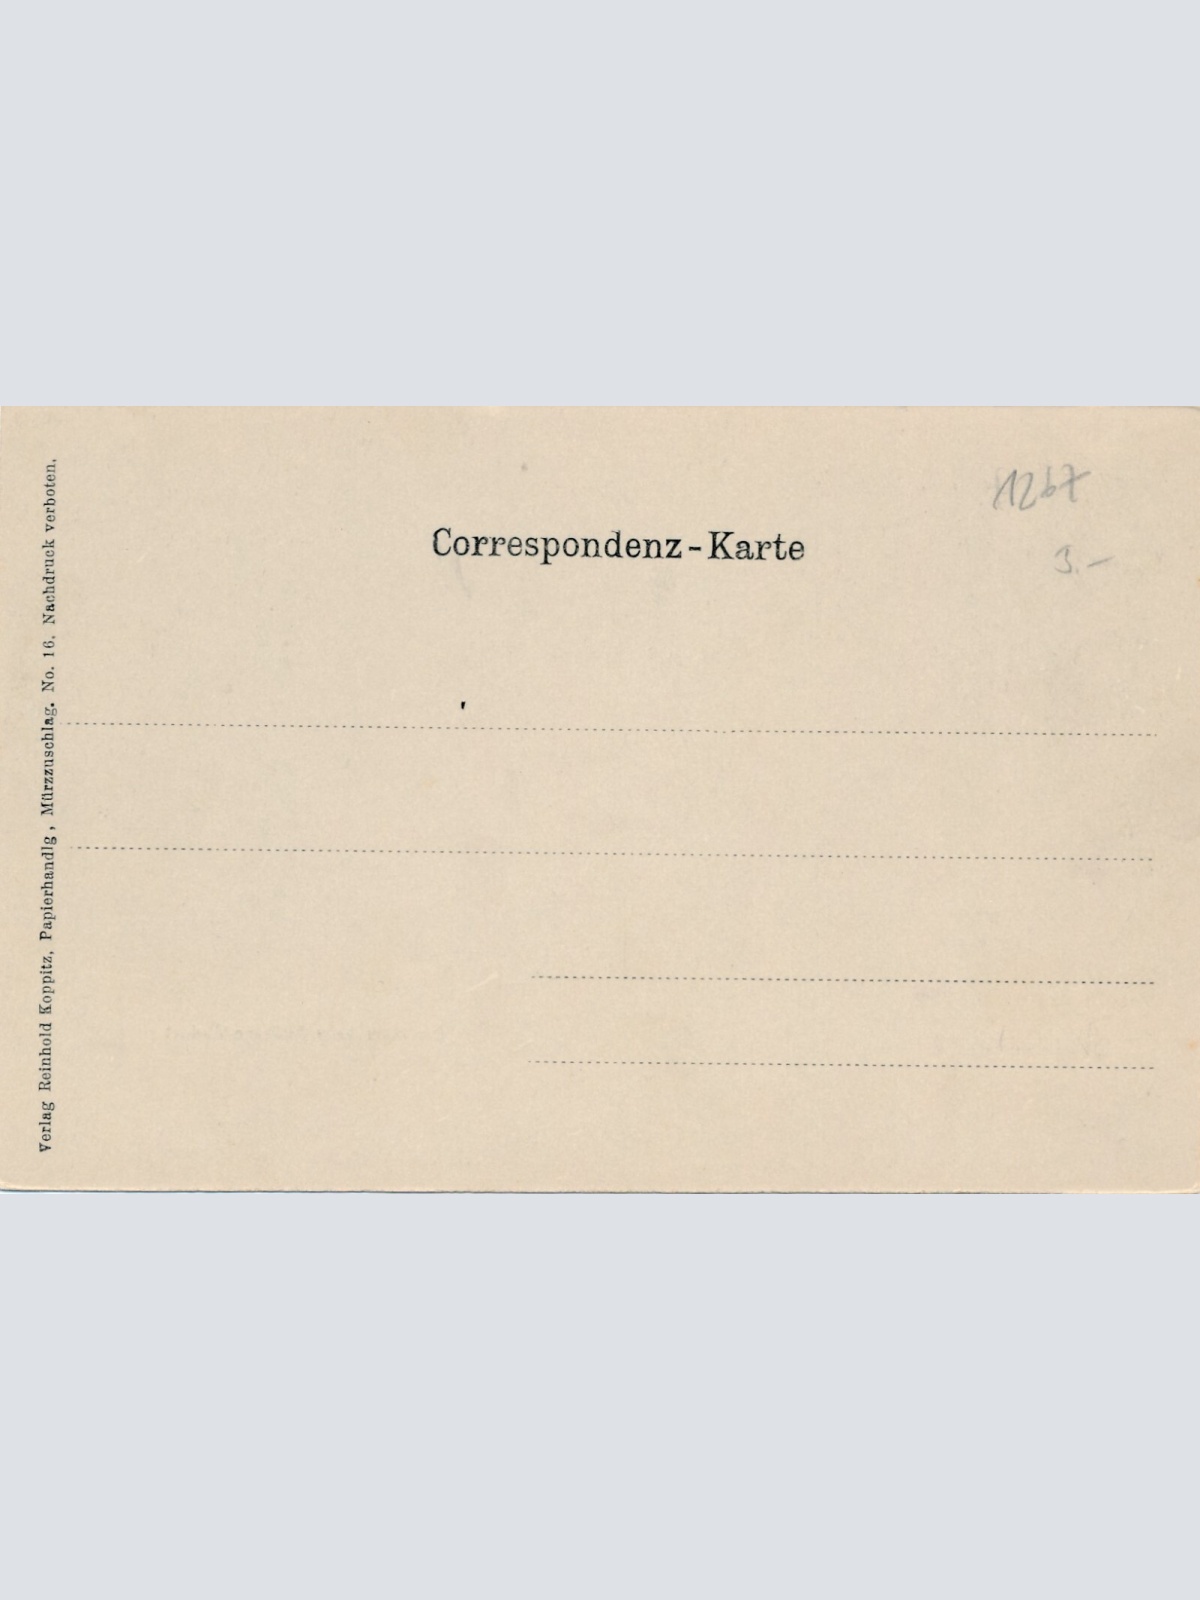 Correspondenz-Karte
1267
3.-
Verlag Reinhold Koppitz, Papierhandlg, Mürzzuschlag. No. 16. Nachdruck verboten.